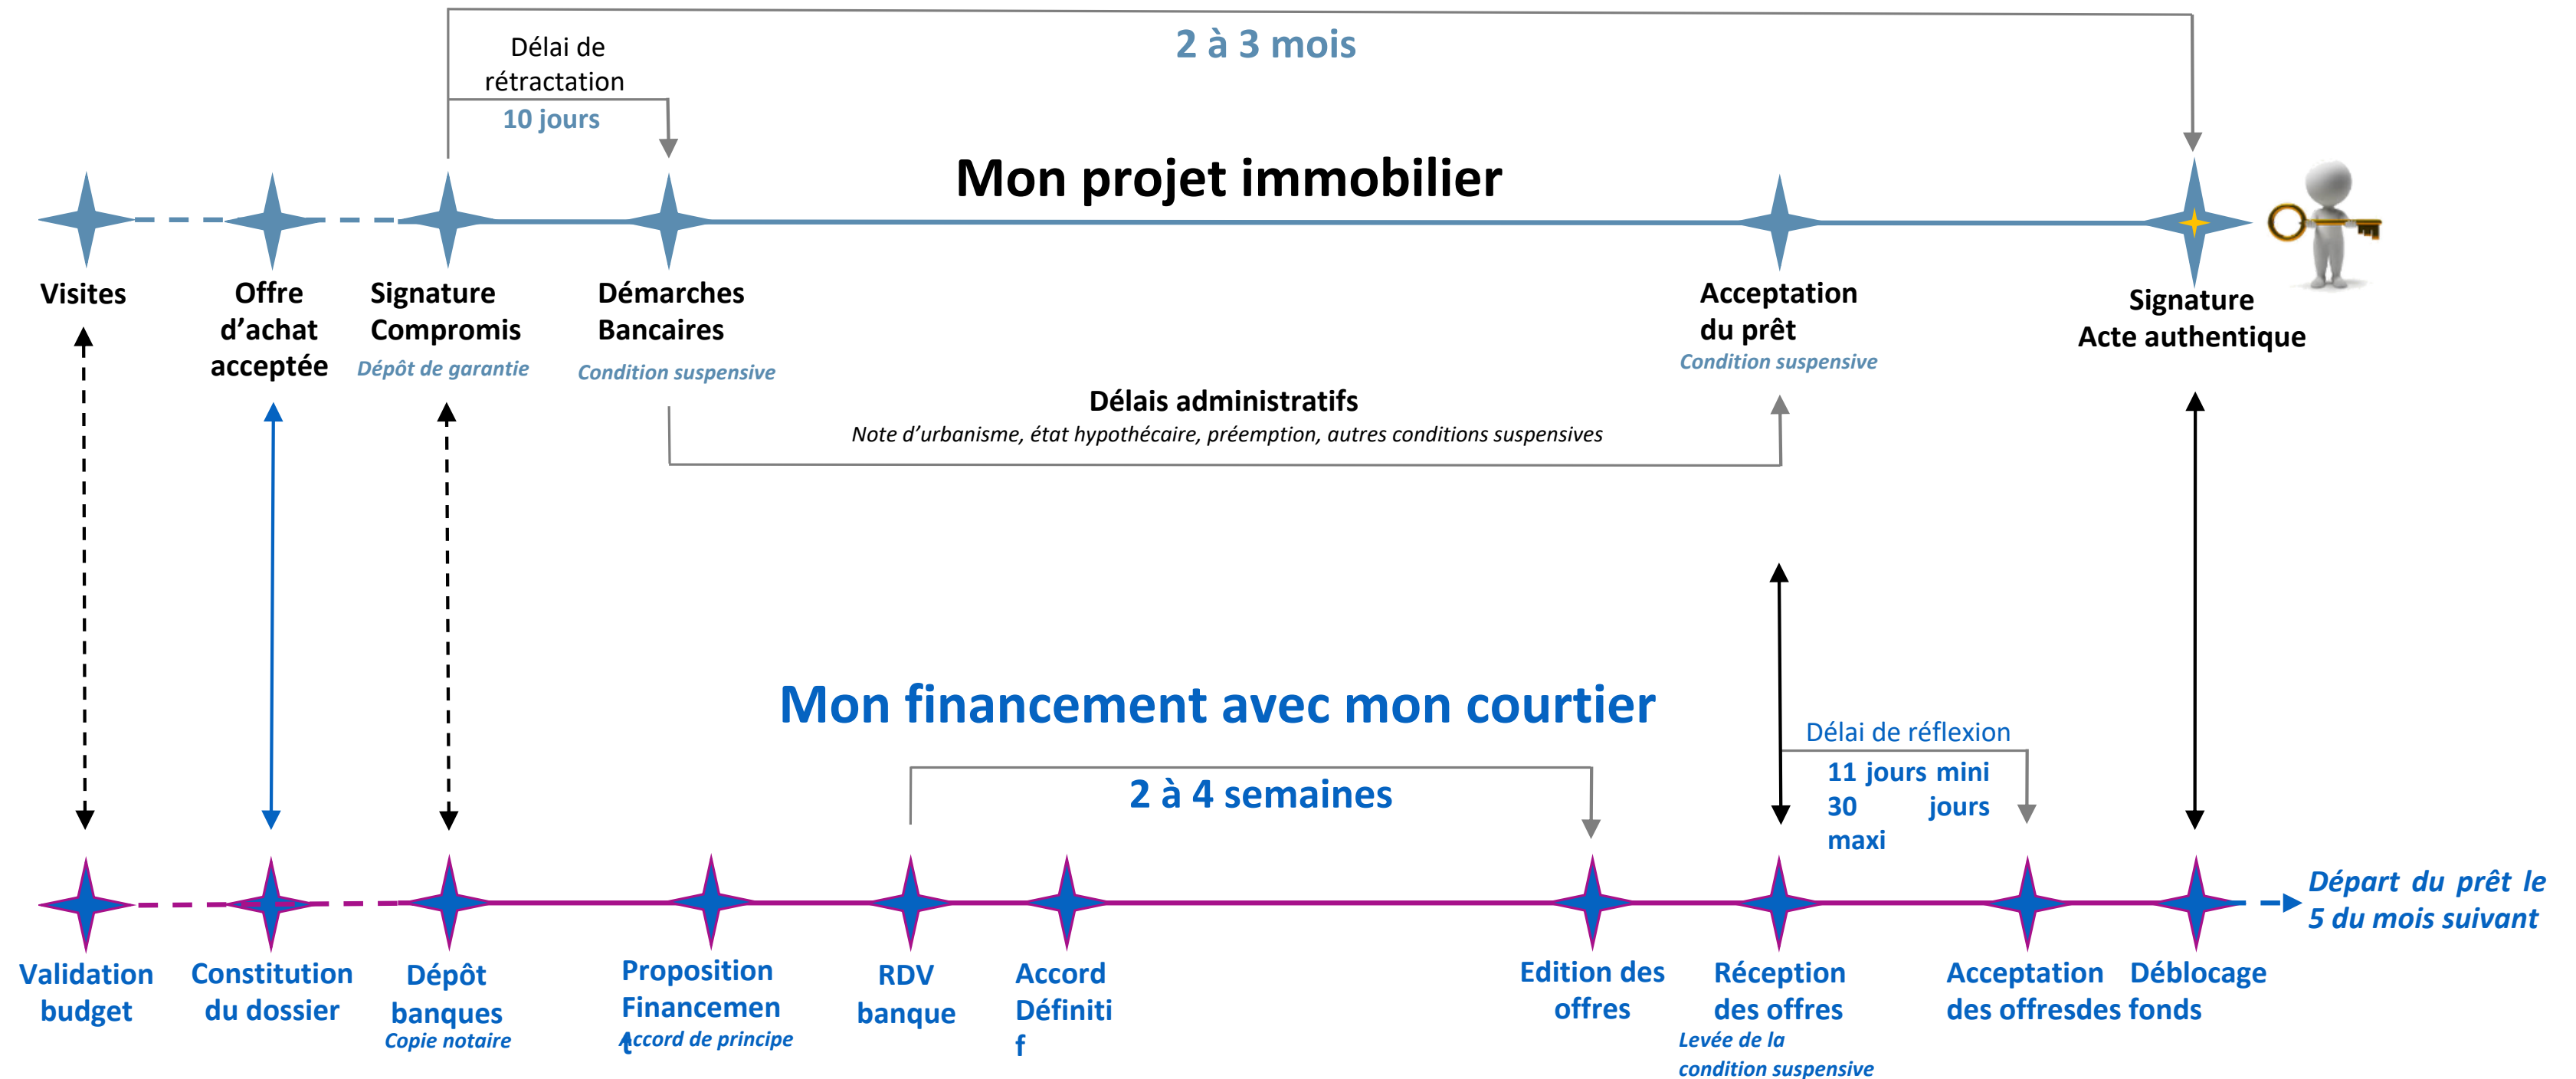 2 à 3 mois
Délai de
rétractation
10 jours
Mon projet immobilier
Visites
Offre
d’achat
acceptée
Signature
Compromis
Dépôt de garantie
Démarches
Bancaires
Condition suspensive
Acceptation
du prêt
Condition suspensive
Signature
Acte authentique
Délais administratifs
Note d’urbanisme, état hypothécaire, préemption, autres conditions suspensives
Mon financement avec mon courtier
2 à 4 semaines
Délai de réflexion
11 jours mini
30 jours
maxi
Départ du prêt le
5 du mois suivant
Validation
budget
Constitution
du dossier
Dépôt
banques
Copie notaire
Proposition
Financemen
t
Accord de principe
RDV
banque
Accord
Définiti
f
Edition des
offres
Réception
des offres
Levée de la
condition suspensive
Acceptation
des offres
Déblocage
des fonds